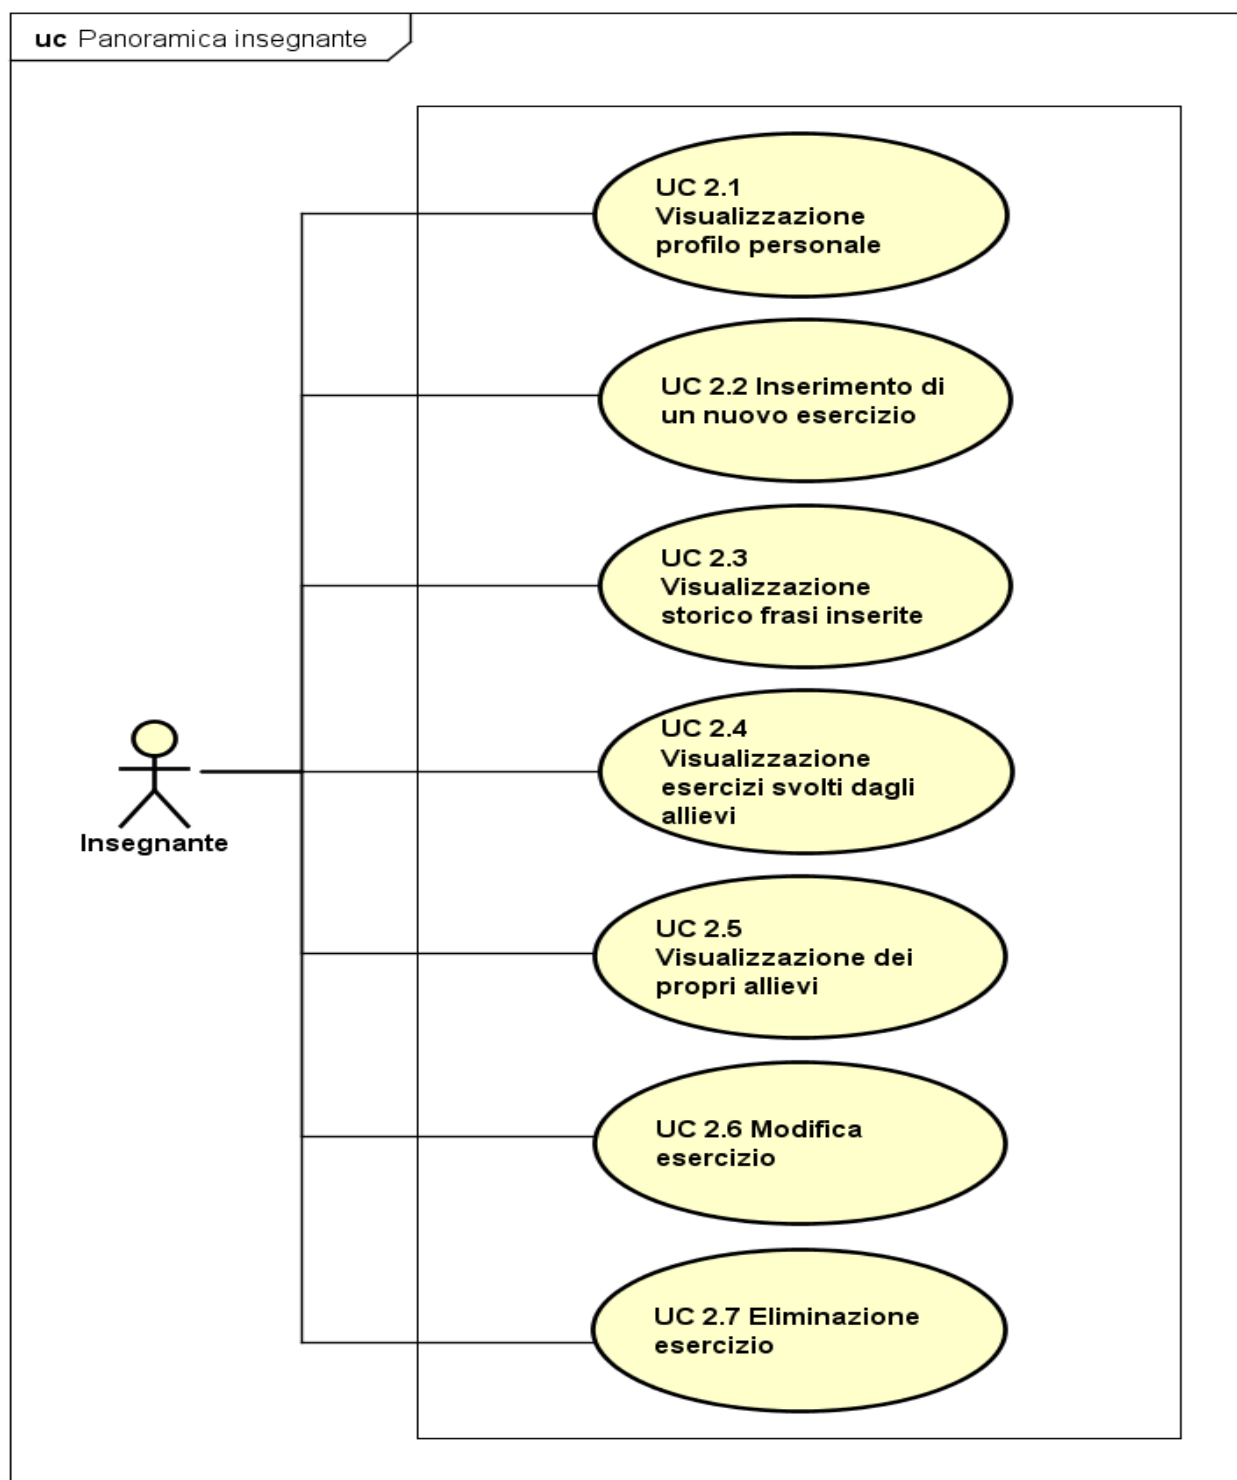 uc Panoramica insegnante
UC 2.1
Visualizzazione
profilo personale
UC 2.2 Inserimento di
un nuovo esercizio
UC 2.3
Visualizzazione
storico frasi inserite
UC 2.4
Visualizzazione
esercizi svolti dagli
allievi
Insegnante
UC 2.5
Visualizzazione dei
propri allievi
UC 2.6 Modifica
esercizio
UC 2.7 Eliminazione
esercizio